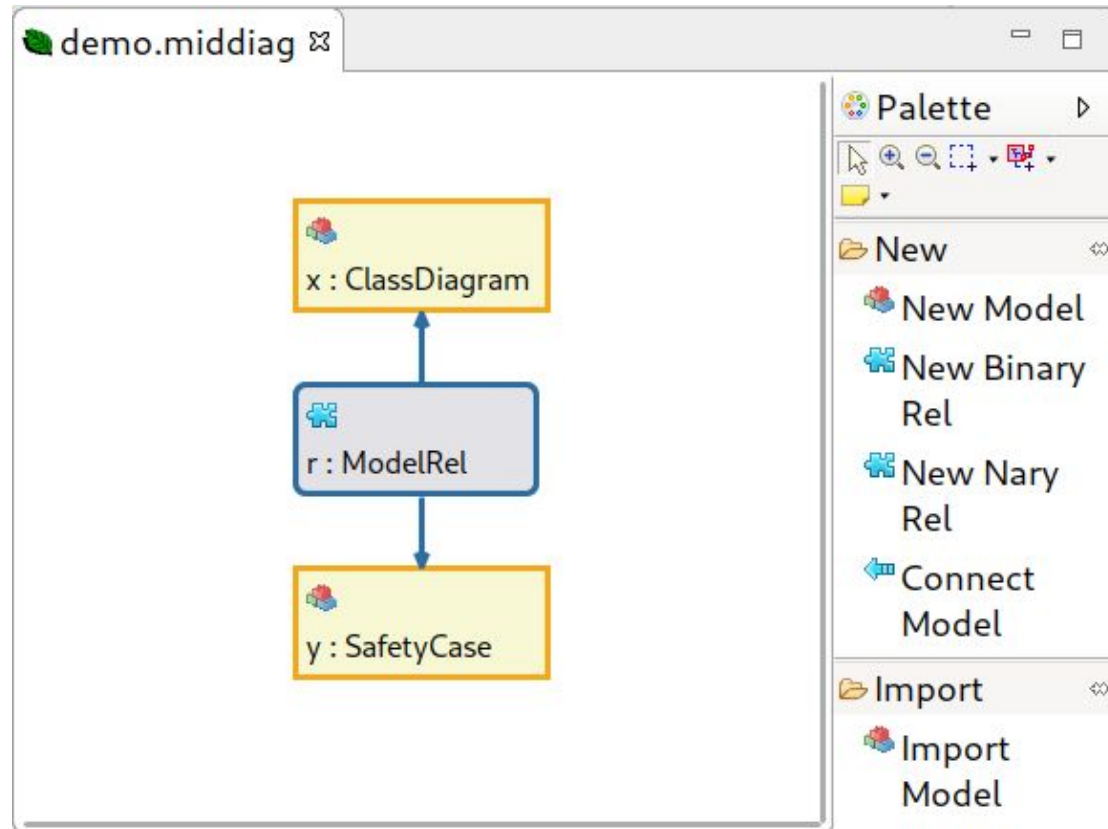 demo.middiag
x : ClassDiagram
r : ModelRel
y : SafetyCase
Palette
New
New Model
New Binary
Rel
New Nary
Rel
Connect
Model
Import
Import
Model